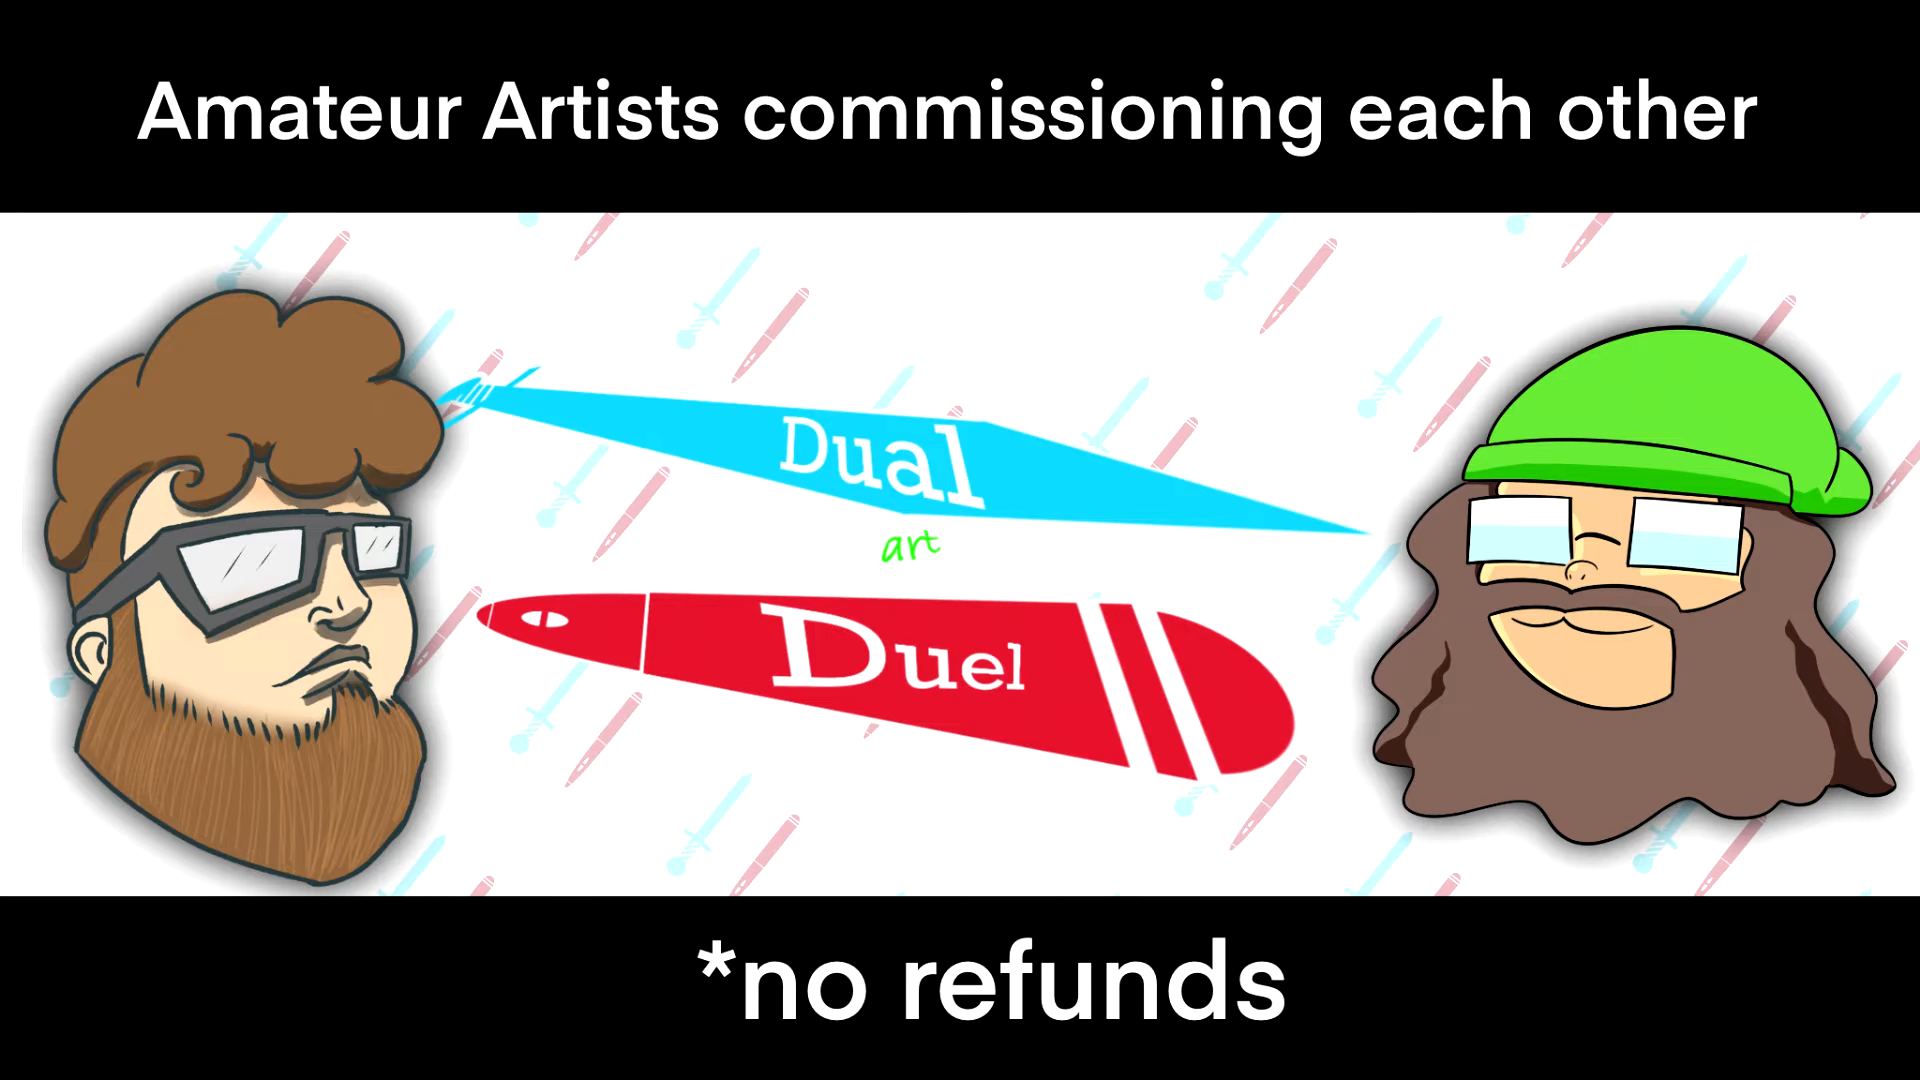 Amateur Artists commissioning each other
Dual
art
Duel
*no refunds